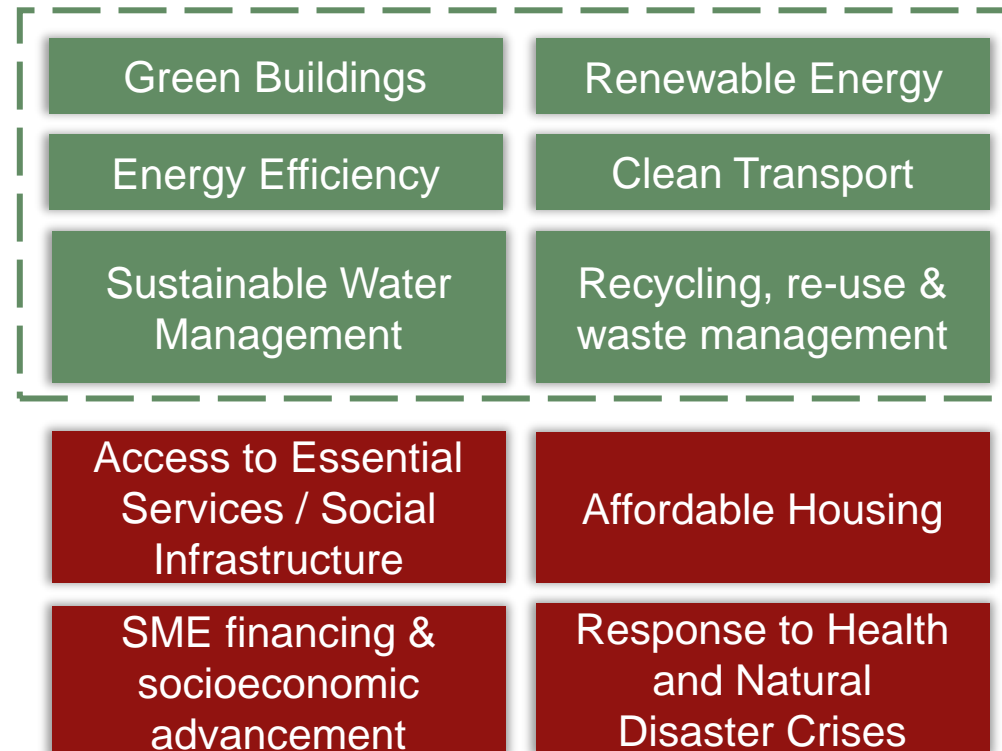 Green Buildings
Renewable Energy
Energy Efficiency
Clean Transport
Sustainable Water
Management
Recycling, re-use &
waste management
Access to Essential
Services / Social
Infrastructure
Affordable Housing
SME financing &
socioeconomic
advancement
Response to Health
and Natural
Disaster Crises